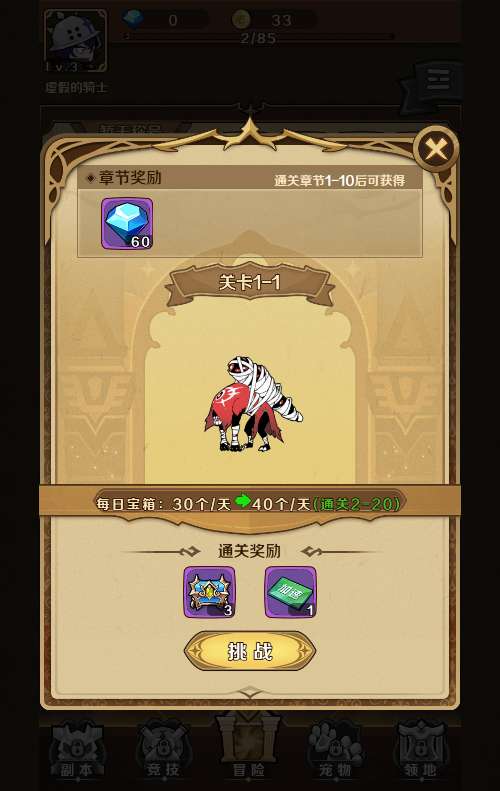 0
33
2/85
Lv.3
虚假的骑士
章节奖励
通关章节1-10后可获得
60
关卡1-1
每日宝箱：30个/天 40个/天(通关2-20)
通关奖励
3
加速
1
挑战
副本
竞技
冒险
宠物
领地